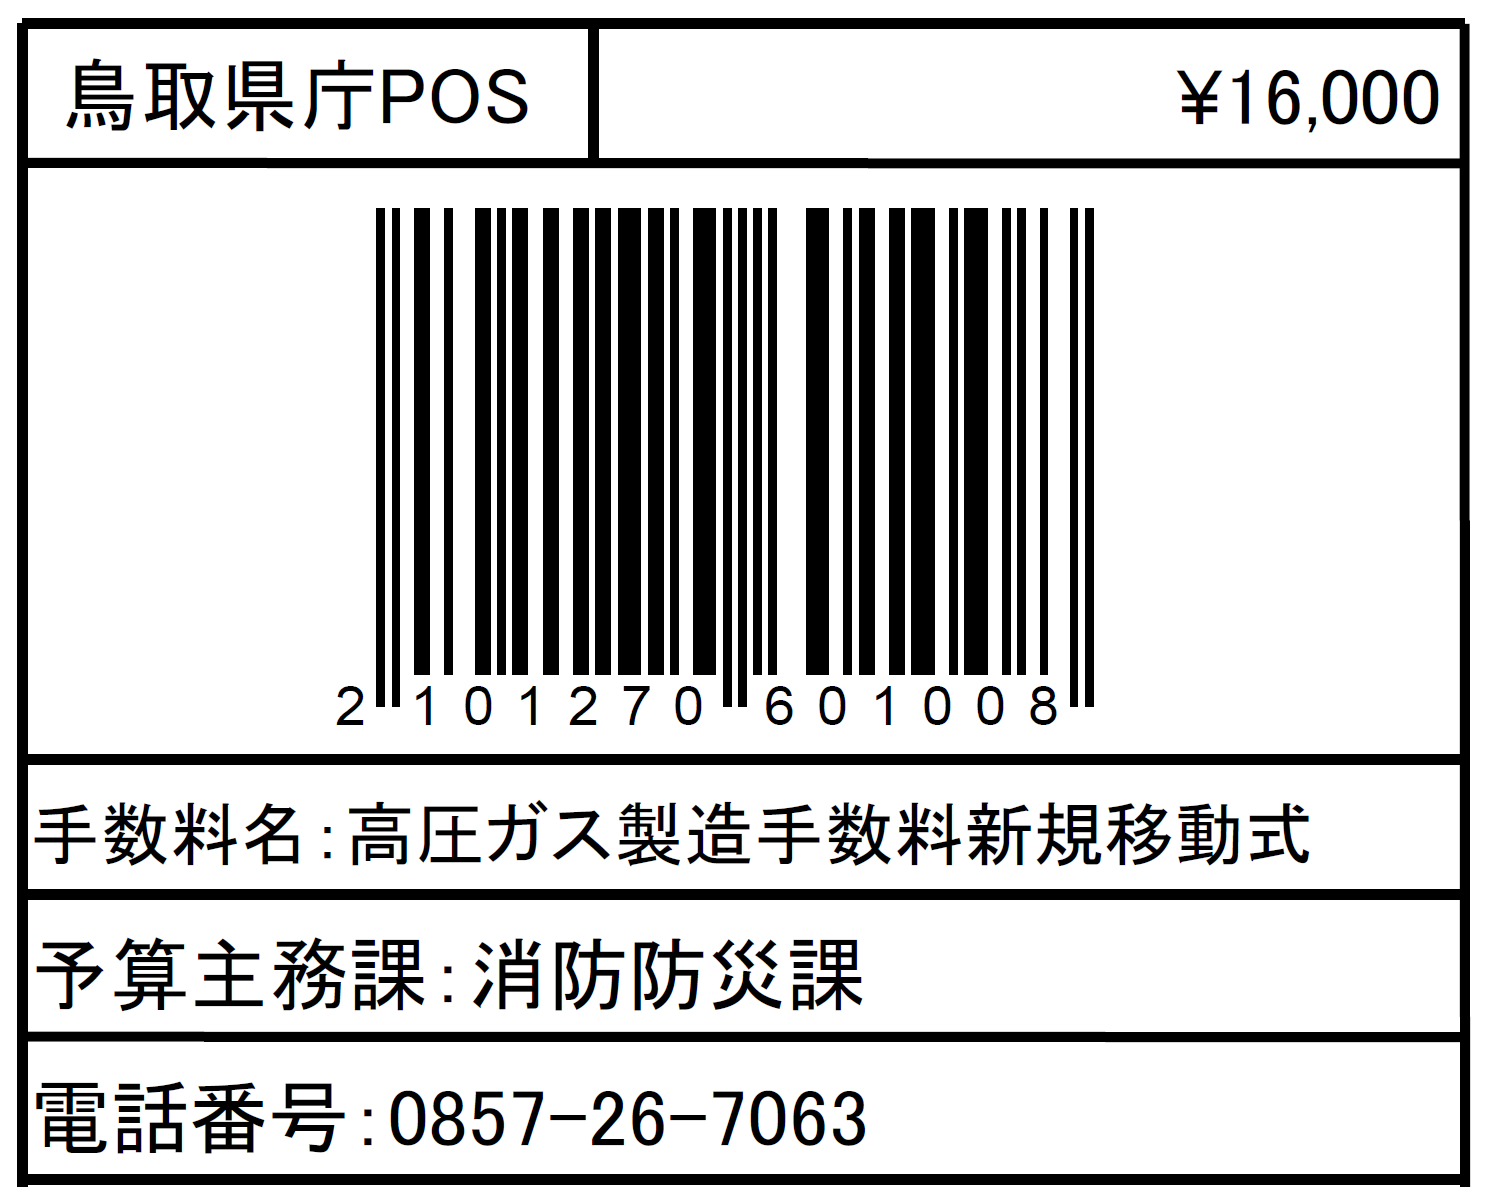 鳥取県庁POS
¥16,000
2 101270 601008
手数料名:高圧ガス製造手数料新規移動式
予算主務課:消防防災課
電話番号:0857-26-7063